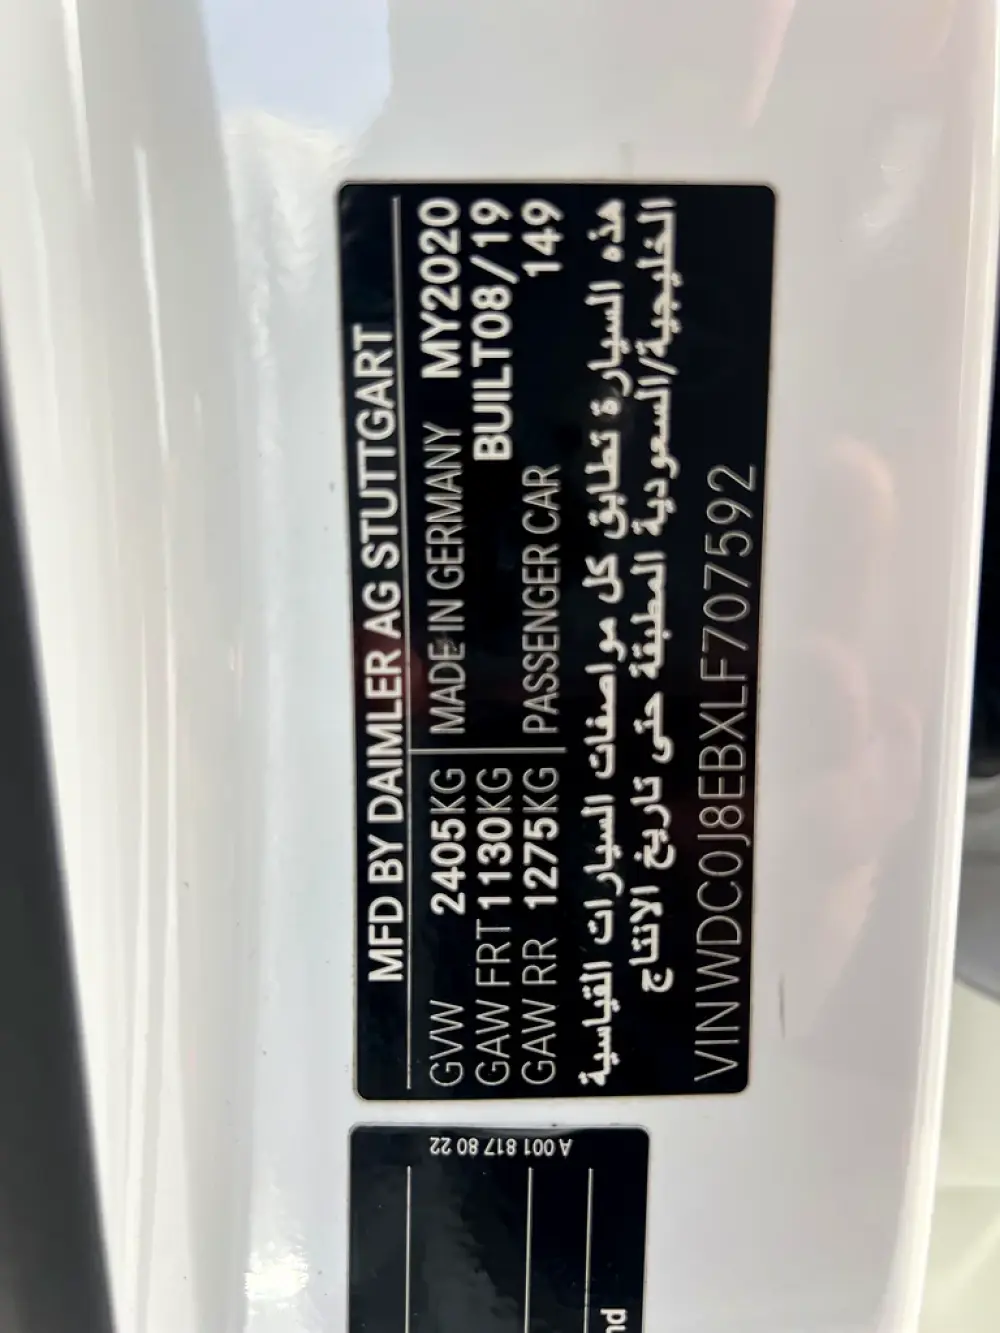 MFD BY DAIMLER AG STUTTGART
GVW 2405KG MADE IN GERMANY MY2020
GAW FRT 1130KG BUILT08/19
GAW RR 1275KG PASSENGER CAR 149
هذه السيارة تطابق كل مواصفات السيارات القياسية
الخليجية/السعودية المطبقة حتى تاريخ الانتاج
VIN WDC0J8EBXLF707592
A 001 817 80 22